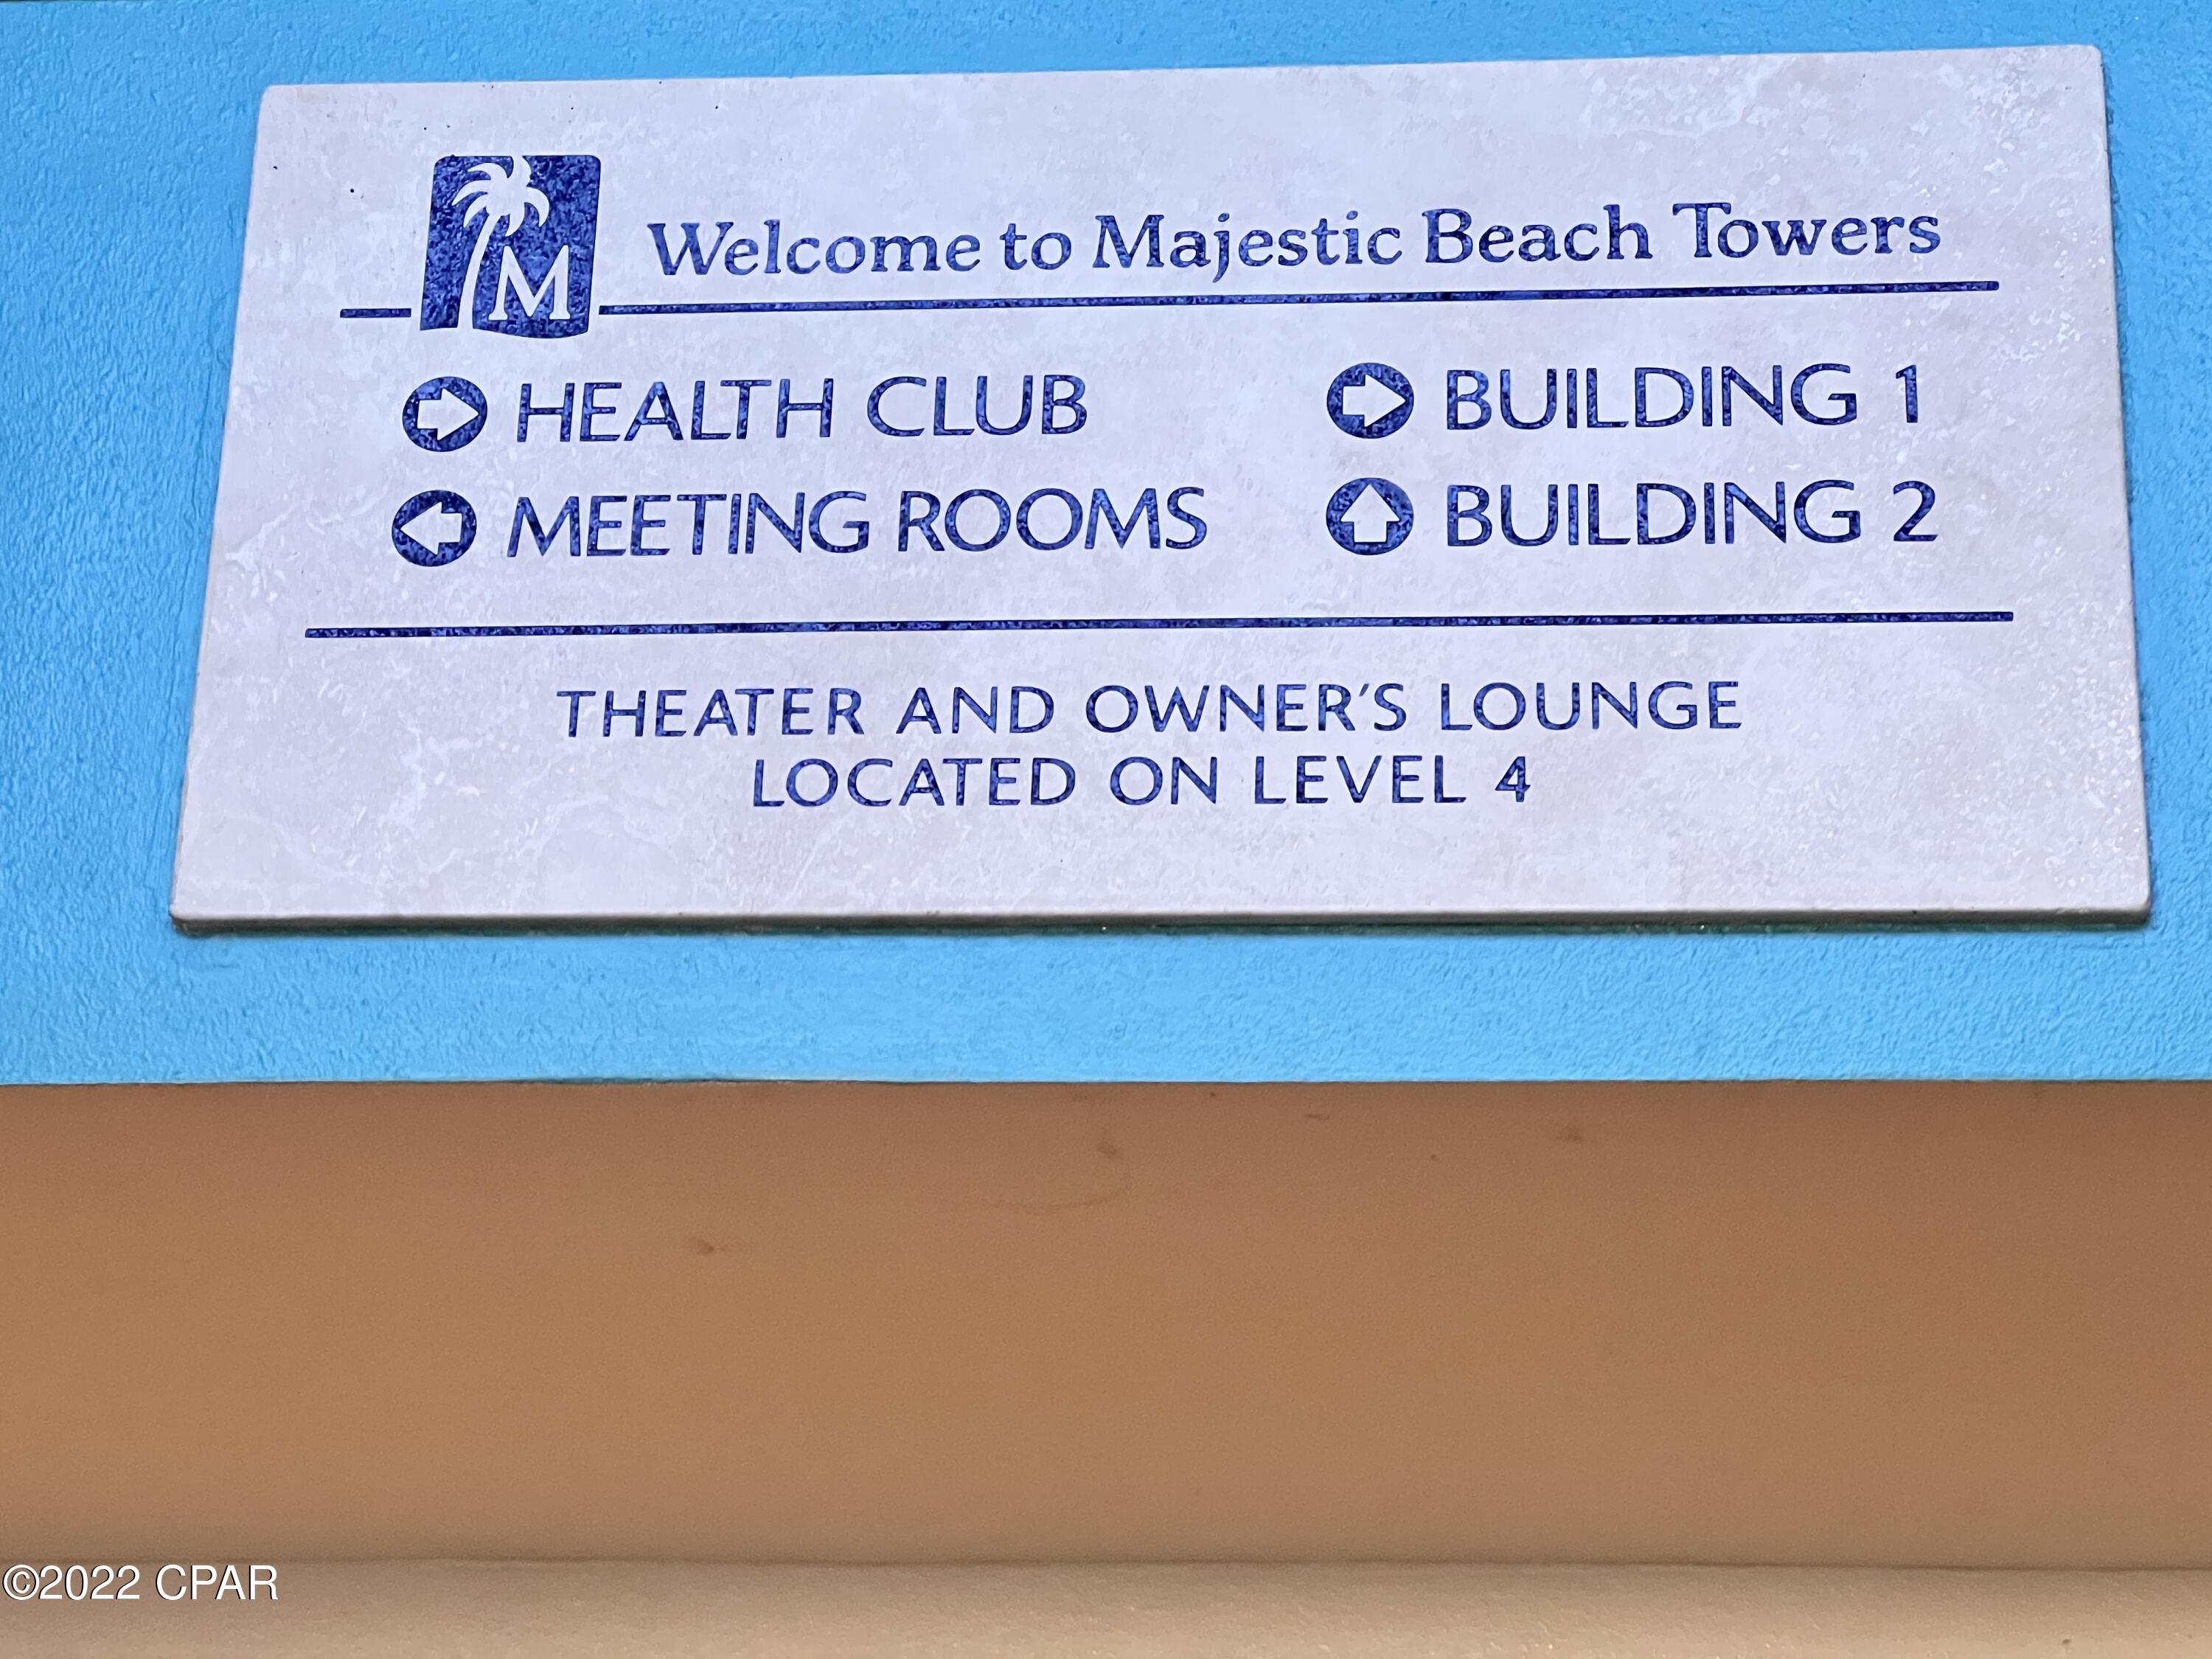 M
Welcome to Majestic Beach Towers
HEALTH CLUB
BUILDING 1
MEETING ROOMS
BUILDING 2
THEATER AND OWNER'S LOUNGE
LOCATED ON LEVEL 4
©2022 CPAR